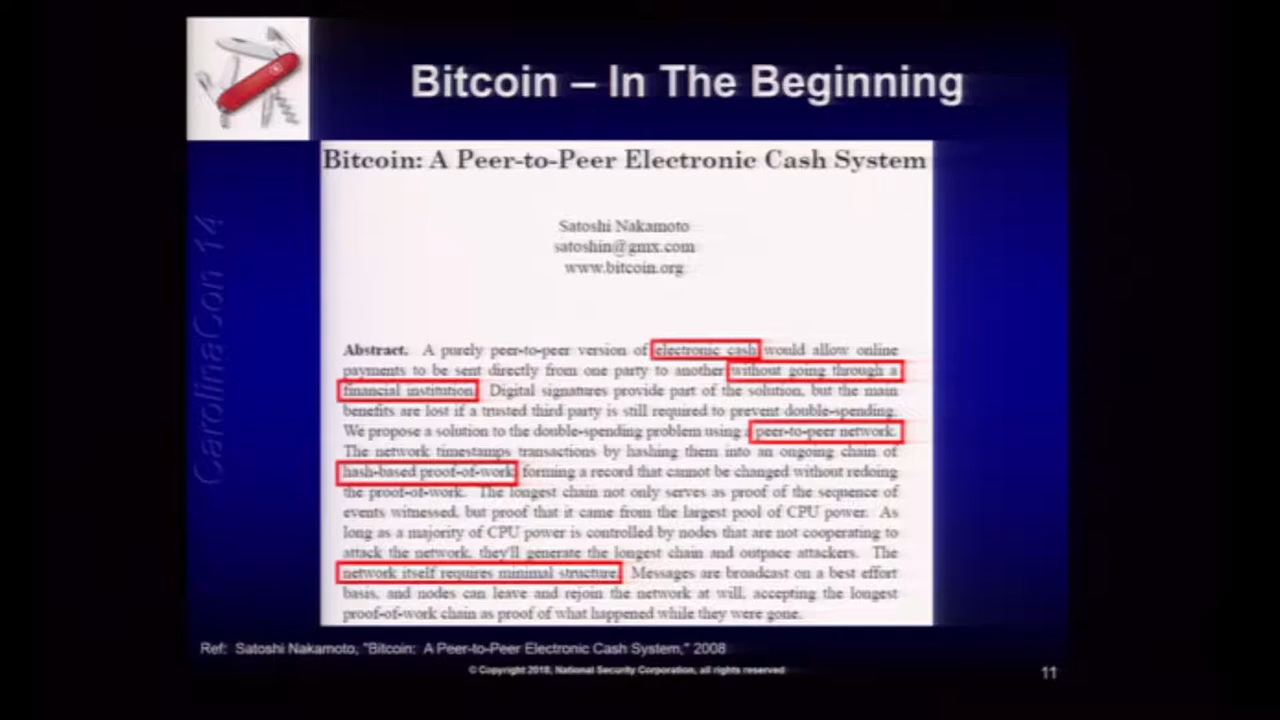 Bitcoin – In The Beginning
Bitcoin: A Peer-to-Peer Electronic Cash System
Satoshi Nakamoto
satoshin@gmx.com
www.bitcoin.org
Abstract. A purely peer-to-peer version of electronic cash would allow online
payments to be sent directly from one party to another without going through a
financial institution. Digital signatures provide part of the solution, but the main
benefits are lost if a trusted third party is still required to prevent double-spending.
We propose a solution to the double-spending problem using a peer-to-peer network.
The network timestamps transactions by hashing them into an ongoing chain of
hash-based proof-of-work, forming a record that cannot be changed without redoing
the proof-of-work. The longest chain not only serves as proof of the sequence of
events witnessed, but proof that it came from the largest pool of CPU power. As
long as a majority of CPU power is controlled by nodes that are not cooperating to
attack the network, they'll generate the longest chain and outpace attackers. The
network itself requires minimal structure. Messages are broadcast on a best effort
basis, and nodes can leave and rejoin the network at will, accepting the longest
proof-of-work chain as proof of what happened while they were gone.
CarolinaCon 14
Ref: Satoshi Nakamoto, "Bitcoin: A Peer-to-Peer Electronic Cash System," 2008
© Copyright 2018, National Security Corporation, all rights reserved
11